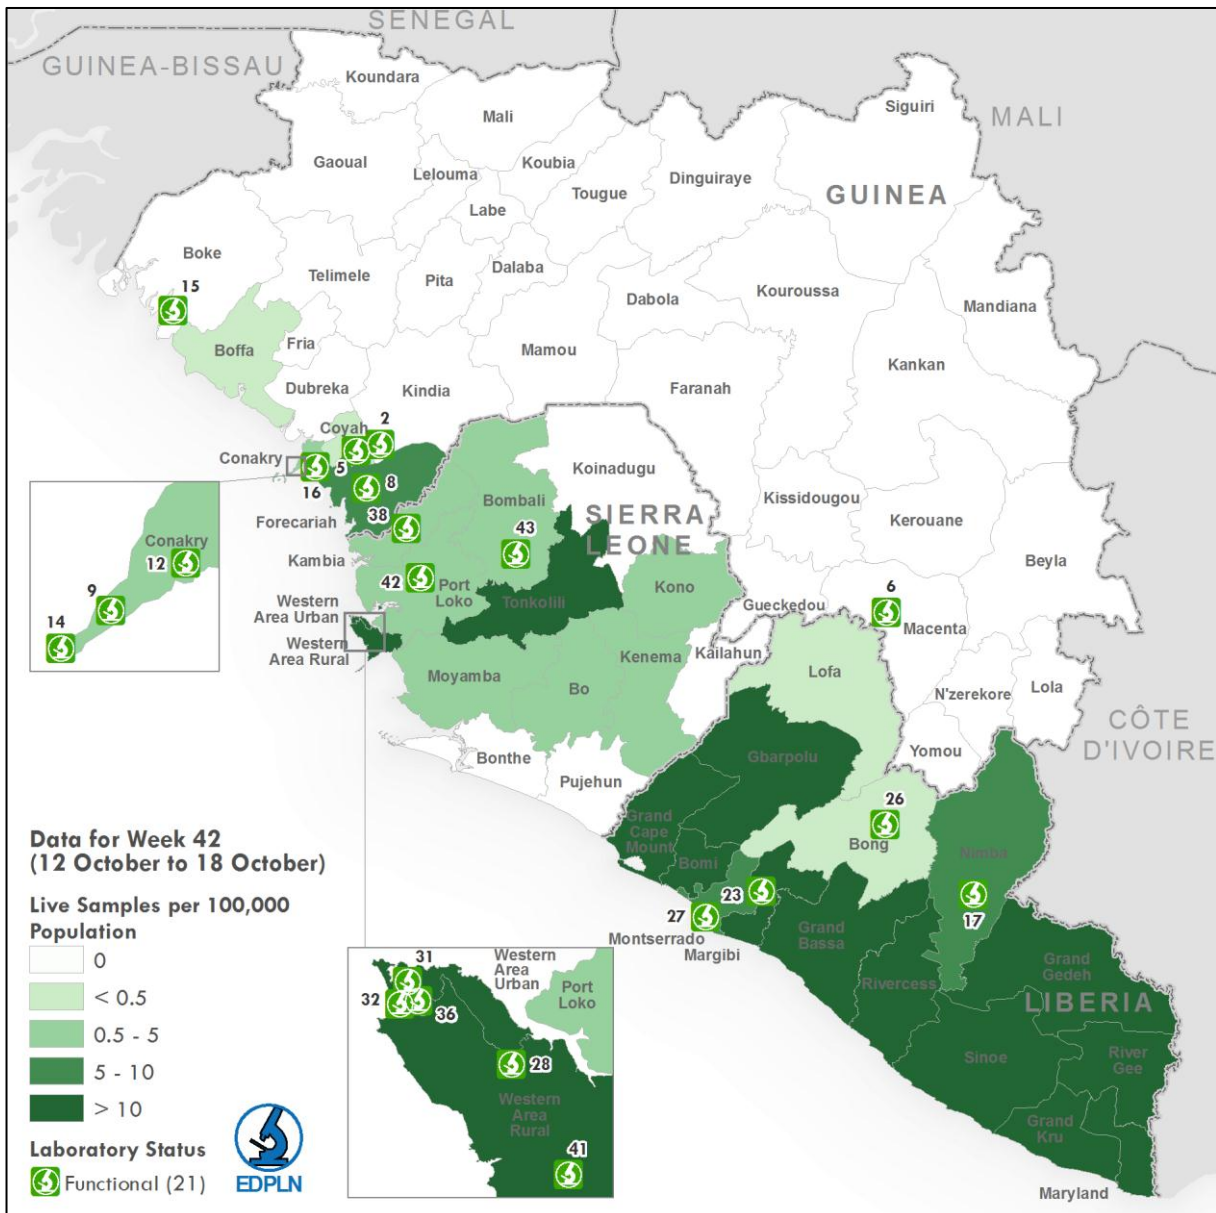 SENEGAL
GUINEA-BISSAU
Koundara
Mali
Siguiri
MALI
Gaoual
Koubia
Lelouma
Tougue
Dinguiraye
GUINEA
Labe
Boke
Telimele
Pita
Dalaba
Dabola
Kouroussa
Mandiana
15
Boffa
Fria
Mamou
Kankan
Dubreka
Kindia
Faranah
2
Coyah
Conakry
5
16
8
Koinadugu
Kissidougou
Kerouane
Forecariah
38
Bombali
43
SIERRA
LEONE
Kambia
Beyla
42
Port
Loko
Tonkolili
Kono
Gueckedou
6
Macenta
Conakry
12
9
14
Western
Area Urban
Western
Area Rural
Moyamba
Bo
Kenema
Kailahun
Lofa
N'zerekore
Lola
CÔTE
D'IVOIRE
Yomou
Bonthe
Pujehun
Gbarpolu
26
Bong
Grand
Cape
Mount
Bomi
Nimba
23
27
17
Montserrado
Margibi
Grand
Bassa
Rivercess
Grand
Gedeh
LIBERIA
Sinoe
River
Gee
Grand
Kru
Maryland
Data for Week 42
(12 October to 18 October)
Live Samples per 100,000
Population
0
< 0.5
0.5 - 5
5 - 10
> 10
Laboratory Status
Functional (21)
EDPLN
31
Western
Area
Urban
Port
Loko
32
36
28
Western
Area
Rural
41